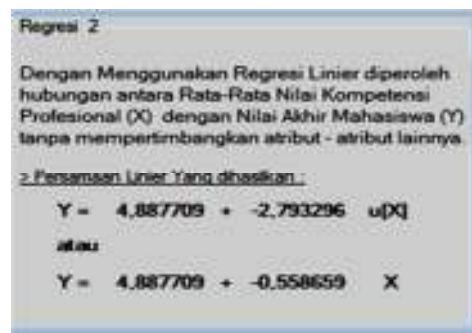 Regresi 2
Dengan Menggunakan Regresi Linier diperoleh
hubungan antara Rata-Rata Nilai Kompetensi
Profesional (X) dengan Nilai Akhir Mahasiswa (Y)
tanpa mempertimbangkan atribut - atribut lainnya.
> Persamaan Linier Yang dihasilkan :
Y = 4,887709 + -2,793296 u[X]
atau
Y = 4,887709 + -0,558659 X